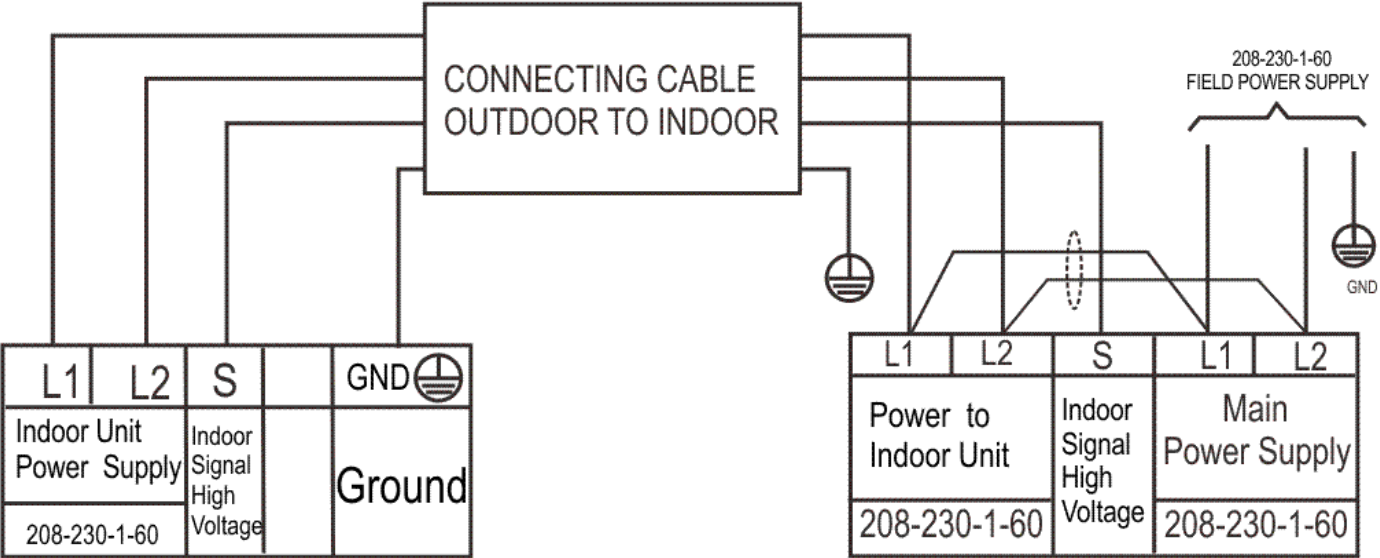 CONNECTING CABLE
OUTDOOR TO INDOOR
208-230-1-60
FIELD POWER SUPPLY
GND
L1 L2 S GND
Indoor Unit
Power Supply
208-230-1-60
Indoor
Signal
High
Voltage
Ground
L1 L2 S L1 L2
Power to
Indoor Unit
208-230-1-60
Indoor
Signal
High
Voltage
Main
Power Supply
208-230-1-60